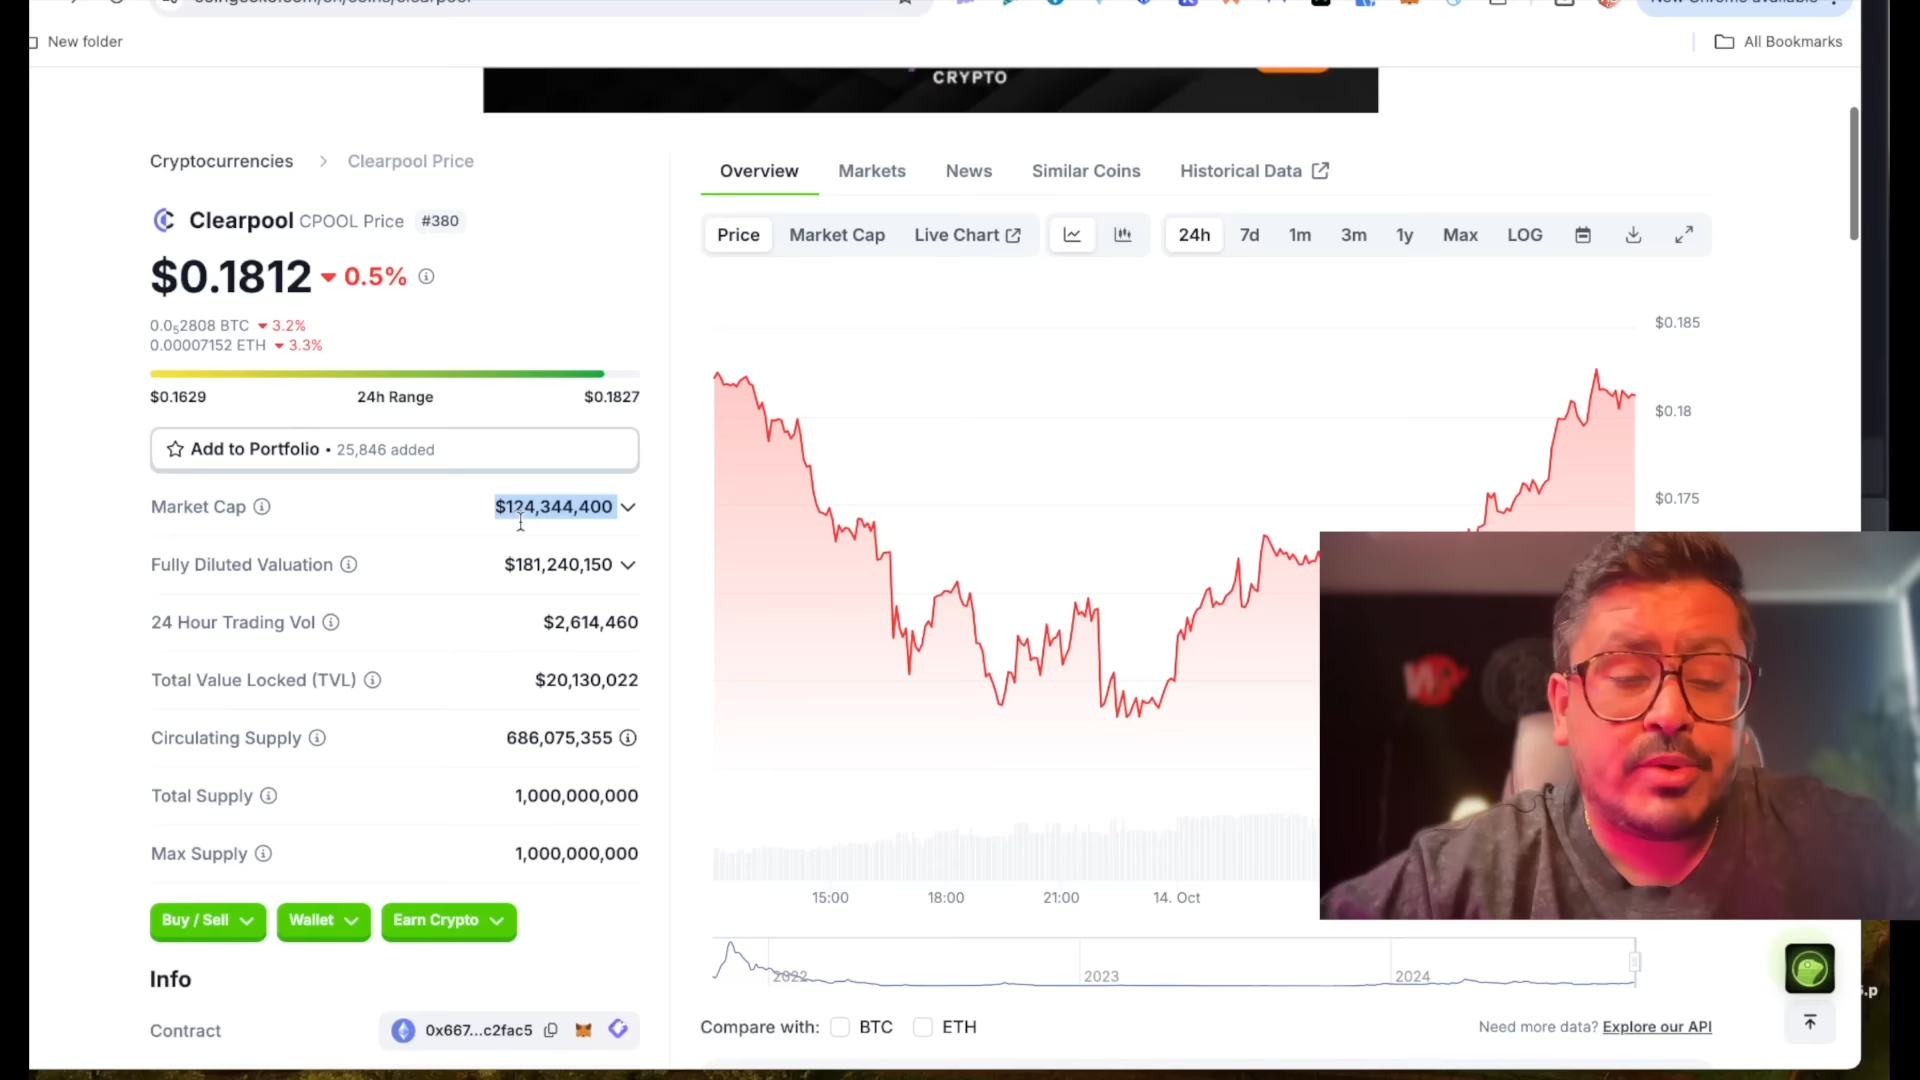 New folder
All Bookmarks
CRYPTO
Cryptocurrencies > Clearpool Price
Overview
Markets
News
Similar Coins
Historical Data
Clearpool CPOOL Price #380
Price
Market Cap
Live Chart
24h
7d
1m
3m
1y
Max
LOG
$0.1812 0.5%
0.0₅2808 BTC 3.2%
0.00007152 ETH 3.3%
$0.1629 24h Range $0.1827
Add to Portfolio • 25,846 added
Market Cap $124,344,400
Fully Diluted Valuation $181,240,150
24 Hour Trading Vol $2,614,460
Total Value Locked (TVL) $20,130,022
Circulating Supply 686,075,355
Total Supply 1,000,000,000
Max Supply 1,000,000,000
Buy / Sell
Wallet
Earn Crypto
Info
Contract 0x667...c2fac5
$0.185
$0.18
$0.175
15:00
18:00
21:00
14. Oct
2022
2023
2024
Compare with: BTC ETH
Need more data? Explore our API